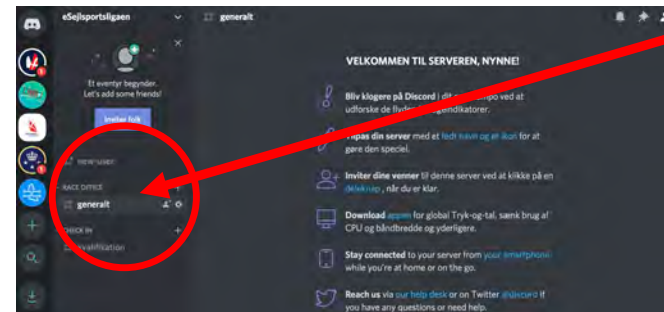 eSejlsportsligaen
generalt
Et eventyr begynder.
Let's add some friends!
Inviter folk
new-user
RACE OFFICE
generalt
CHECK IN
kvalifikation
VELKOMMEN TIL SERVEREN, NYNNE!
Bliv klogere på Discord i dit
ved at
udforske de
Tilpas din server med et fedt navn og et ikon for at
gøre den speciel.
Inviter dine venner til denne server ved at klikke på en
deleknap , når du er klar.
Download appen for global Tryk-og-tal, sænk brug af
CPU og båndbredde og yderligere.
Stay connected to your server from your smartphone
while you're at home or on the go.
Reach us via our help desk or on Twitter @discord if
you have any questions or need help.